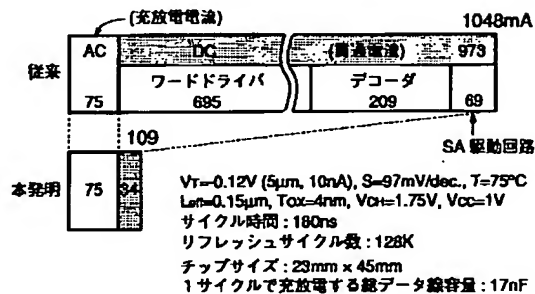 (充放電電流)
1048mA
従来
AC
DC
(貫通電流)
973
ワードドライバ
デコーダ
75
695
209
69
109
SA 駆動回路
本発明
75
34
VT=-0.12V (5μm, 10nA), S=97mV/dec., T=75°C
Leff=0.15μm, Tox=4nm, VCH=1.75V, VCC=1V
サイクル時間 : 180ns
リフレッシュサイクル数 : 128K
チップサイズ : 23mm x 45mm
1サイクルで充放電する総データ線容量 : 17nF